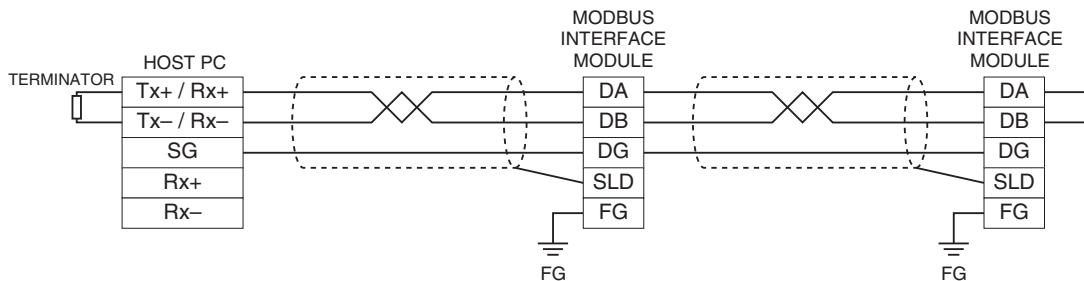 MODBUS
INTERFACE
MODULE
MODBUS
INTERFACE
MODULE
TERMINATOR
HOST PC
Tx+ / Rx+
Tx– / Rx–
SG
Rx+
Rx–
DA
DB
DG
SLD
FG
FG
DA
DB
DG
SLD
FG
FG